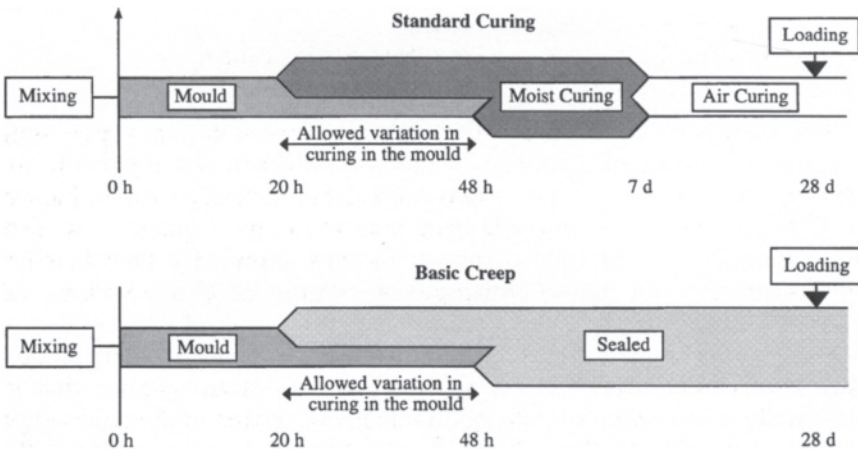 Standard Curing
Loading
Mixing
Mould
Moist Curing
Air Curing
Allowed variation in
curing in the mould
0 h
20 h
48 h
7 d
28 d
Basic Creep
Loading
Mixing
Mould
Sealed
Allowed variation in
curing in the mould
0 h
20 h
48 h
28 d